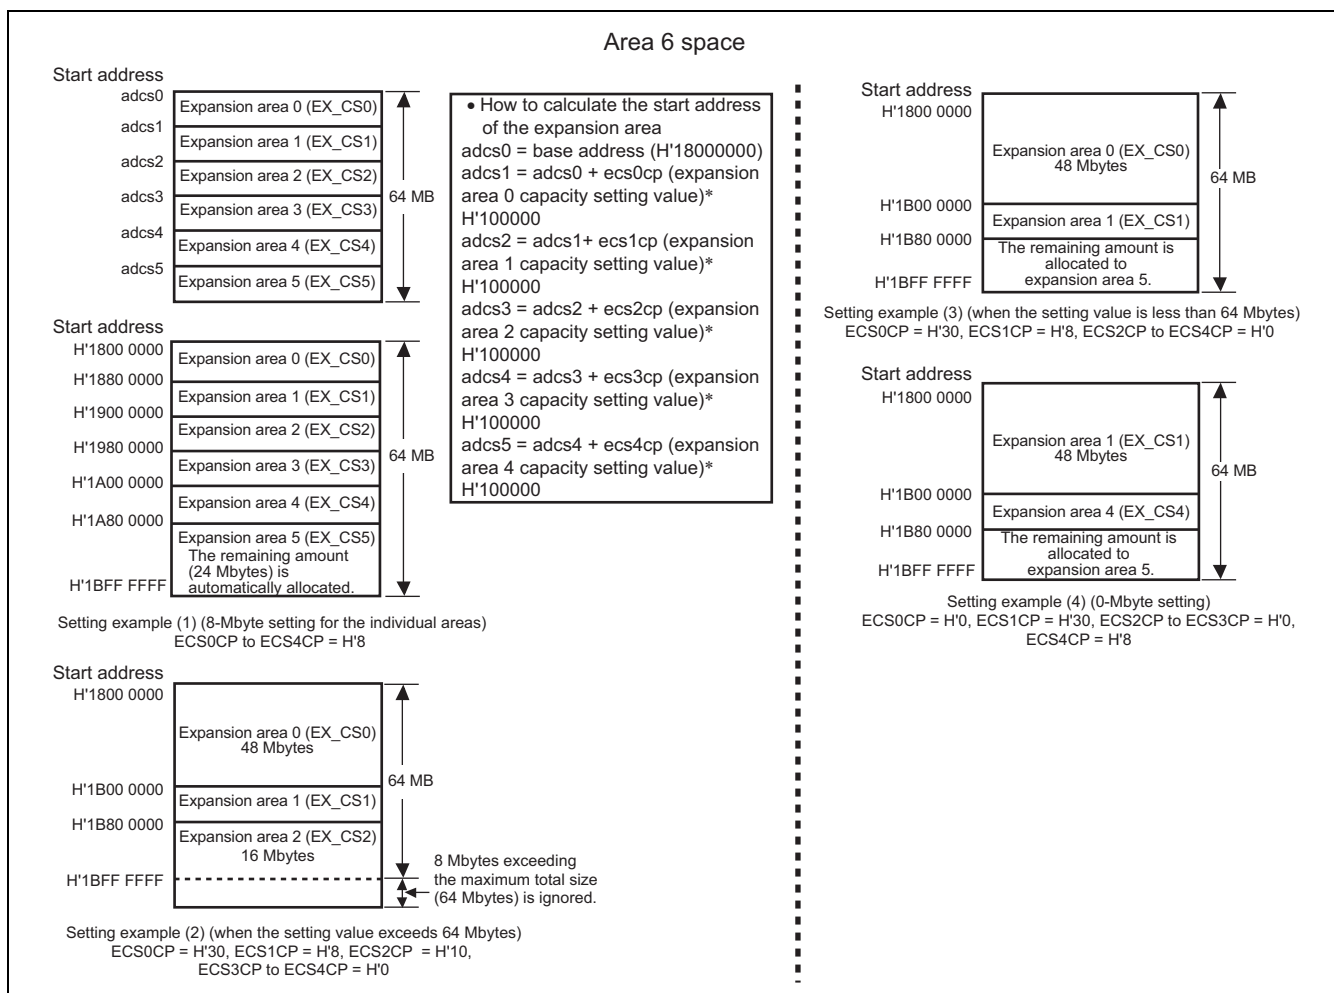 Area 6 space
Start address
adcs0
Expansion area 0 (EX_CS0)
adcs1
Expansion area 1 (EX_CS1)
adcs2
Expansion area 2 (EX_CS2)
adcs3
Expansion area 3 (EX_CS3)
adcs4
Expansion area 4 (EX_CS4)
adcs5
Expansion area 5 (EX_CS5)
64 MB
Start address
H'1800 0000
Expansion area 0 (EX_CS0)
H'1880 0000
Expansion area 1 (EX_CS1)
H'1900 0000
Expansion area 2 (EX_CS2)
H'1980 0000
Expansion area 3 (EX_CS3)
H'1A00 0000
Expansion area 4 (EX_CS4)
H'1A80 0000
Expansion area 5 (EX_CS5)
The remaining amount
(24 Mbytes) is
automatically allocated.
H'1BFF FFFF
64 MB
Setting example (1) (8-Mbyte setting for the individual areas)
ECS0CP to ECS4CP = H'8
Start address
H'1800 0000
Expansion area 0 (EX_CS0)
48 Mbytes
H'1B00 0000
Expansion area 1 (EX_CS1)
H'1B80 0000
Expansion area 2 (EX_CS2)
16 Mbytes
H'1BFF FFFF
64 MB
8 Mbytes exceeding
the maximum total size
(64 Mbytes) is ignored.
Setting example (2) (when the setting value exceeds 64 Mbytes)
ECS0CP = H'30, ECS1CP = H'8, ECS2CP = H'10,
ECS3CP to ECS4CP = H'0
• How to calculate the start address
of the expansion area
adcs0 = base address (H'18000000)
adcs1 = adcs0 + ecs0cp (expansion
area 0 capacity setting value)*
H'100000
adcs2 = adcs1+ ecs1cp (expansion
area 1 capacity setting value)*
H'100000
adcs3 = adcs2 + ecs2cp (expansion
area 2 capacity setting value)*
H'100000
adcs4 = adcs3 + ecs3cp (expansion
area 3 capacity setting value)*
H'100000
adcs5 = adcs4 + ecs4cp (expansion
area 4 capacity setting value)*
H'100000
Start address
H'1800 0000
Expansion area 0 (EX_CS0)
48 Mbytes
H'1B00 0000
Expansion area 1 (EX_CS1)
H'1B80 0000
The remaining amount is
allocated to
expansion area 5.
H'1BFF FFFF
64 MB
Setting example (3) (when the setting value is less than 64 Mbytes)
ECS0CP = H'30, ECS1CP = H'8, ECS2CP to ECS4CP = H'0
Start address
H'1800 0000
Expansion area 1 (EX_CS1)
48 Mbytes
H'1B00 0000
Expansion area 4 (EX_CS4)
H'1B80 0000
The remaining amount is
allocated to
expansion area 5.
H'1BFF FFFF
64 MB
Setting example (4) (0-Mbyte setting)
ECS0CP = H'0, ECS1CP = H'30, ECS2CP to ECS3CP = H'0,
ECS4CP = H'8